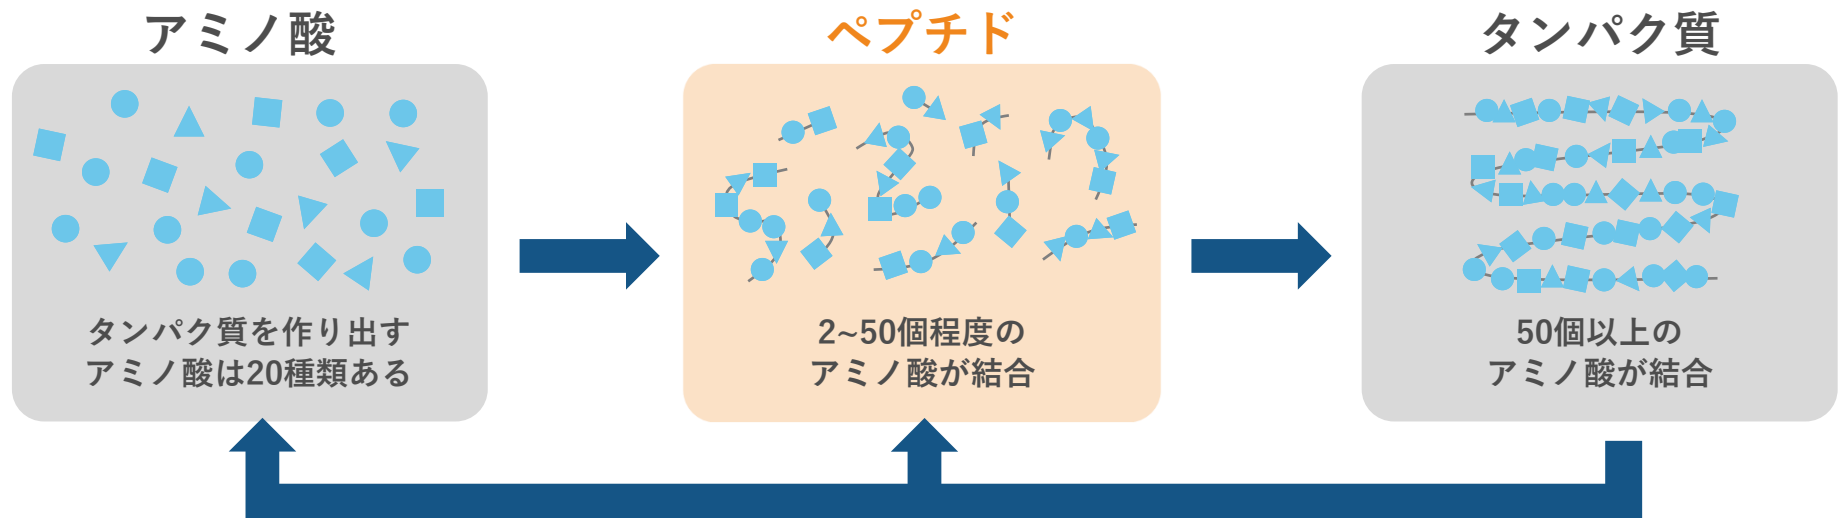 アミノ酸
タンパク質を作り出す
アミノ酸は20種類ある
ペプチド
2~50個程度の
アミノ酸が結合
タンパク質
50個以上の
アミノ酸が結合